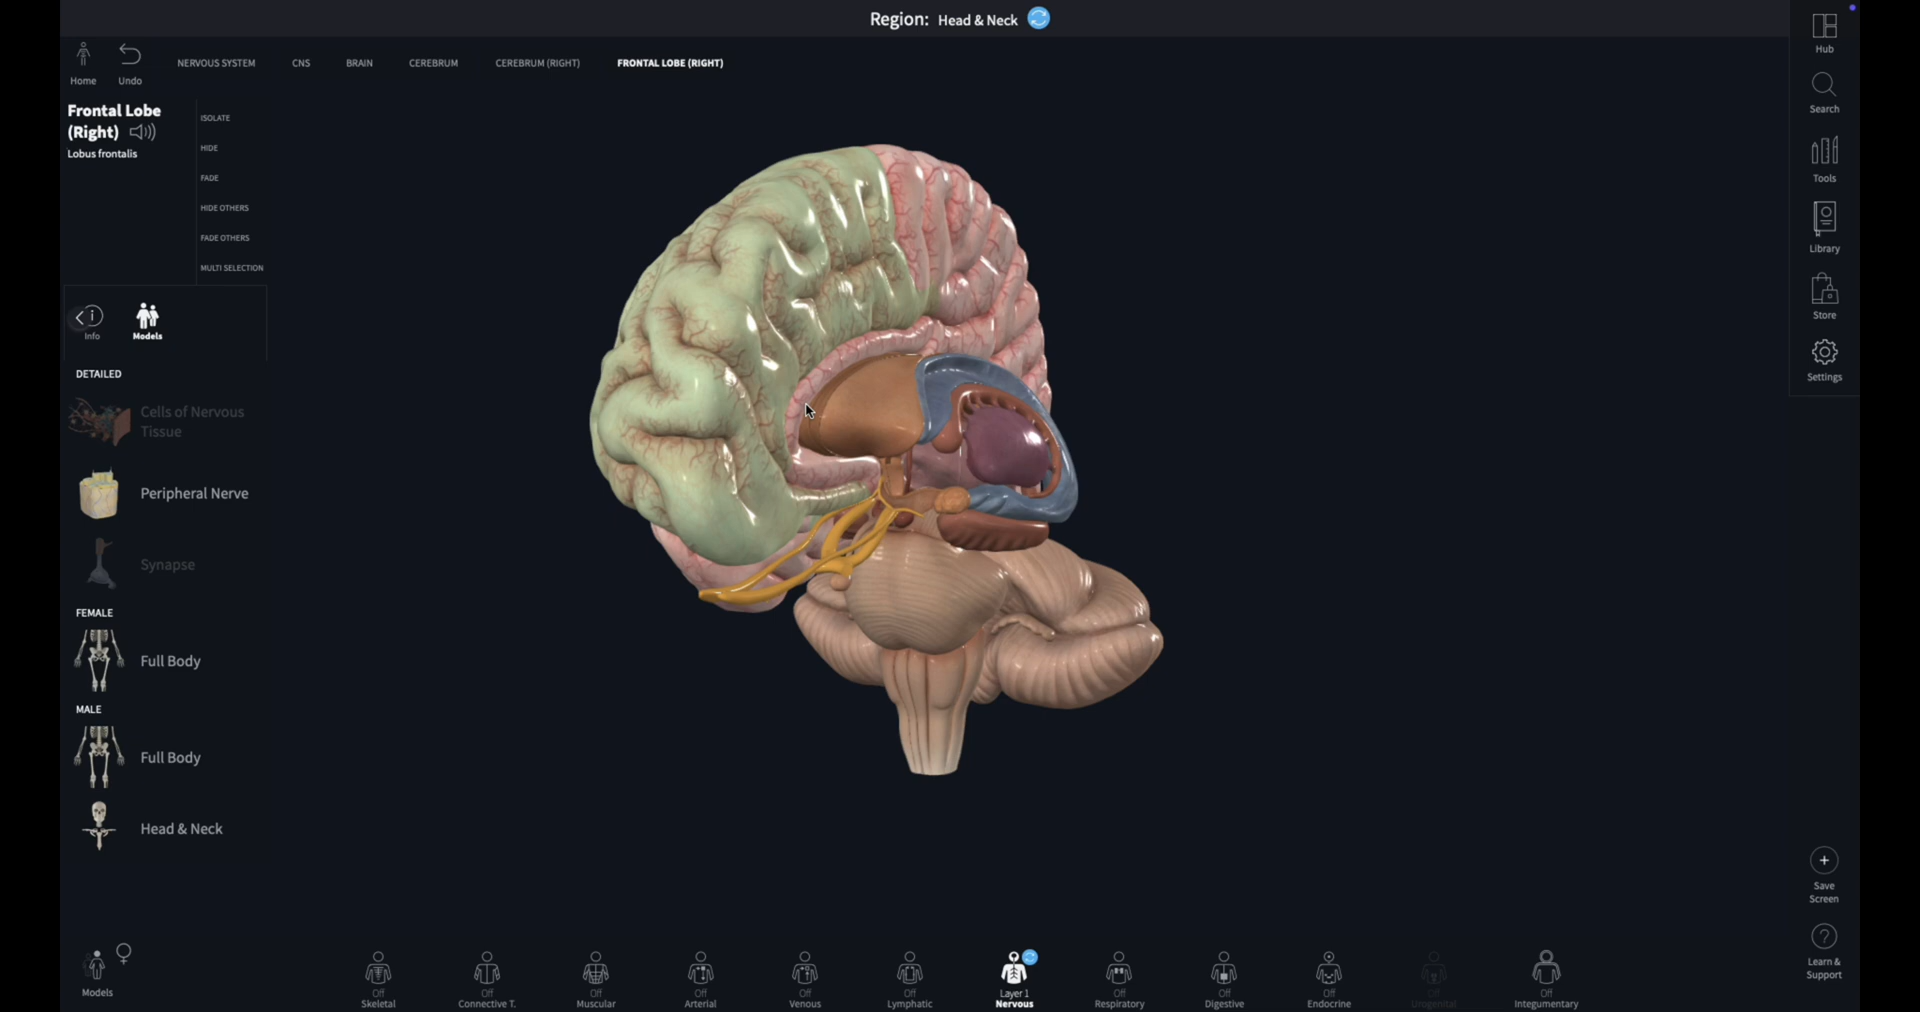 Region: Head & Neck
Hub
Home
Undo
NERVOUS SYSTEM
CNS
BRAIN
CEREBRUM
CEREBRUM (RIGHT)
FRONTAL LOBE (RIGHT)
Search
Frontal Lobe
(Right)
Lobus frontalis
ISOLATE
HIDE
FADE
HIDE OTHERS
FADE OTHERS
MULTI SELECTION
Tools
Library
Store
Settings
Info
Models
DETAILED
Cells of Nervous
Tissue
Peripheral Nerve
Synapse
FEMALE
Full Body
MALE
Full Body
Head & Neck
Save
Screen
Learn &
Support
Models
Off
Skeletal
Off
Connective T.
Off
Muscular
Off
Arterial
Off
Venous
Off
Lymphatic
Layer 1
Nervous
Off
Respiratory
Off
Digestive
Off
Endocrine
Off
Urogenital
Off
Integumentary